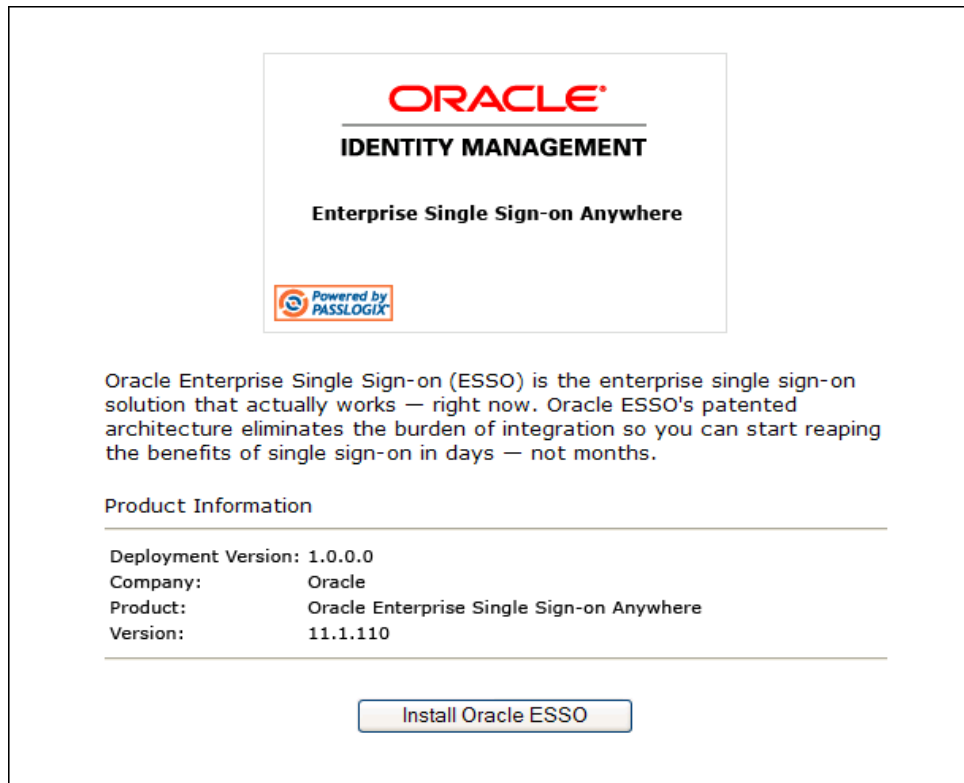 ORACLE®
IDENTITY MANAGEMENT
Enterprise Single Sign-on Anywhere
Powered by
PASSLOGIX
Oracle Enterprise Single Sign-on (ESSO) is the enterprise single sign-on
solution that actually works — right now. Oracle ESSO's patented
architecture eliminates the burden of integration so you can start reaping
the benefits of single sign-on in days — not months.
Product Information
Deployment Version: 1.0.0.0
Company: Oracle
Product: Oracle Enterprise Single Sign-on Anywhere
Version: 11.1.110
Install Oracle ESSO